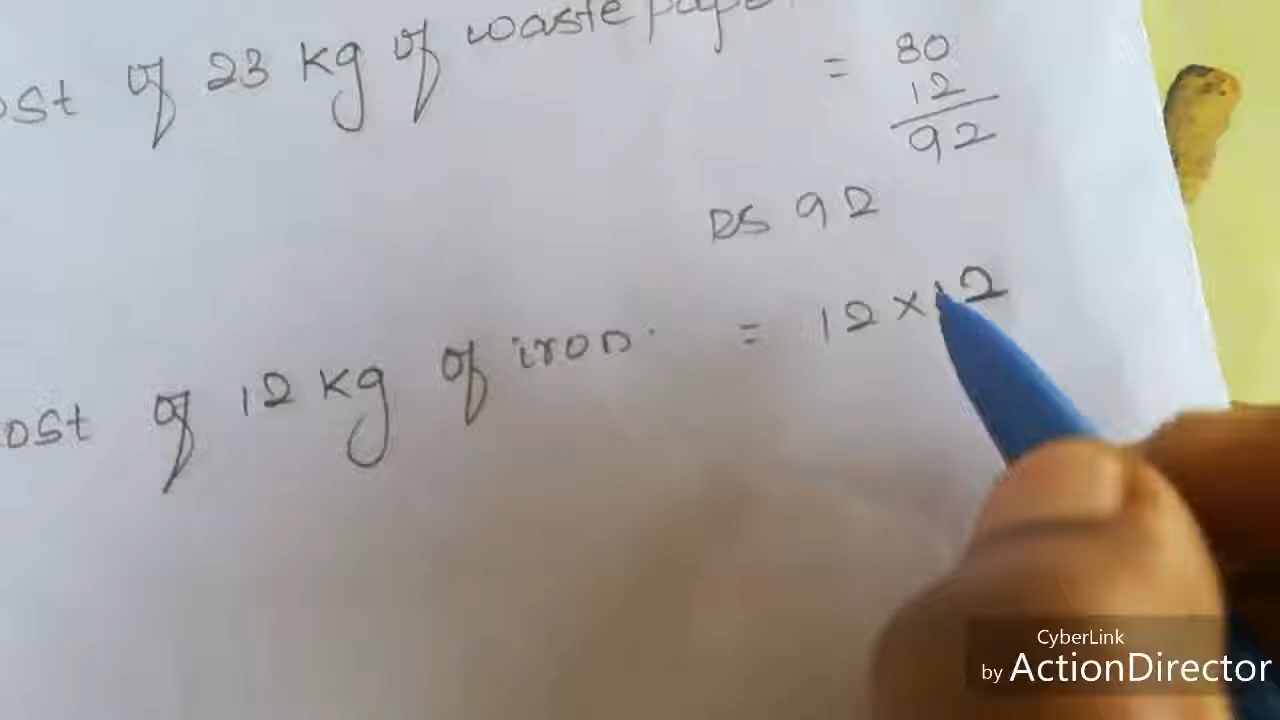 ost of 23 kg of waste paper
= 80
12
92
RS 92
ost of 12 kg of iron. = 12 × 12
CyberLink
by ActionDirector